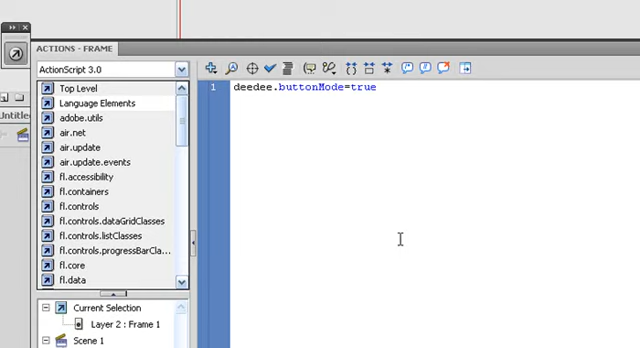 ACTIONS - FRAME
ActionScript 3.0
Top Level
Language Elements
adobe.utils
air.net
air.update
air.update.events
fl.accessibility
fl.containers
fl.controls
fl.controls.dataGridClasses
fl.controls.listClasses
fl.controls.progressBarCla...
fl.core
fl.data
Current Selection
Layer 2 : Frame 1
Scene 1
Untitle
1 deedee.buttonMode=true